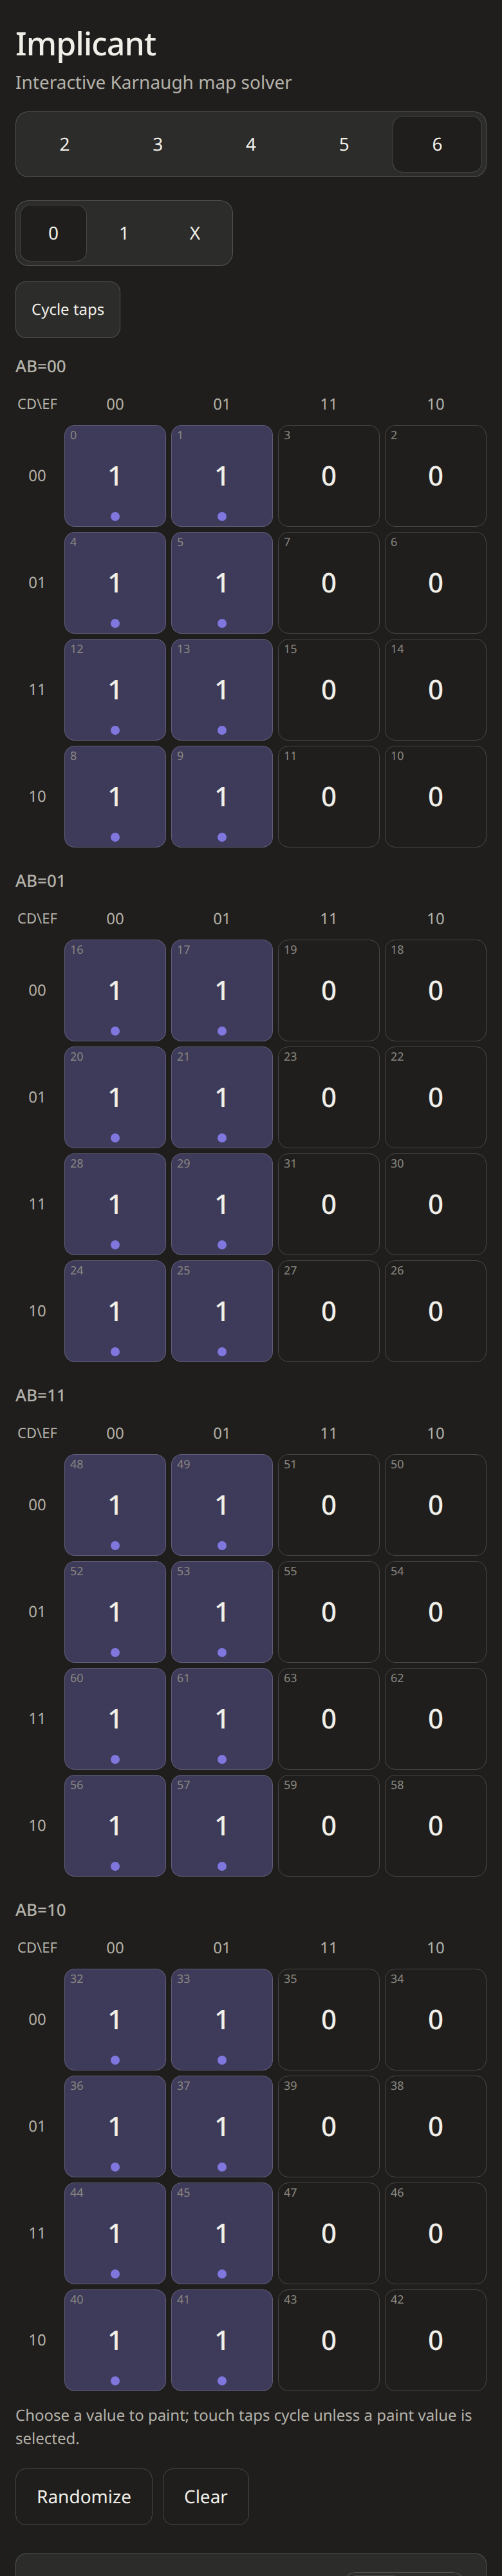 Implicant
Interactive Karnaugh map solver
2 3 4 5 6
0 1 X
Cycle taps
AB=00
CD\EF 00 01 11 10
0 1 3 2
00 1 1 0 0
4 5 7 6
01 1 1 0 0
12 13 15 14
11 1 1 0 0
8 9 11 10
10 1 1 0 0
AB=01
CD\EF 00 01 11 10
16 17 19 18
00 1 1 0 0
20 21 23 22
01 1 1 0 0
28 29 31 30
11 1 1 0 0
24 25 27 26
10 1 1 0 0
AB=11
CD\EF 00 01 11 10
48 49 51 50
00 1 1 0 0
52 53 55 54
01 1 1 0 0
60 61 63 62
11 1 1 0 0
56 57 59 58
10 1 1 0 0
AB=10
CD\EF 00 01 11 10
32 33 35 34
00 1 1 0 0
36 37 39 38
01 1 1 0 0
44 45 47 46
11 1 1 0 0
40 41 43 42
10 1 1 0 0
Choose a value to paint; touch taps cycle unless a paint value is
selected.
Randomize Clear